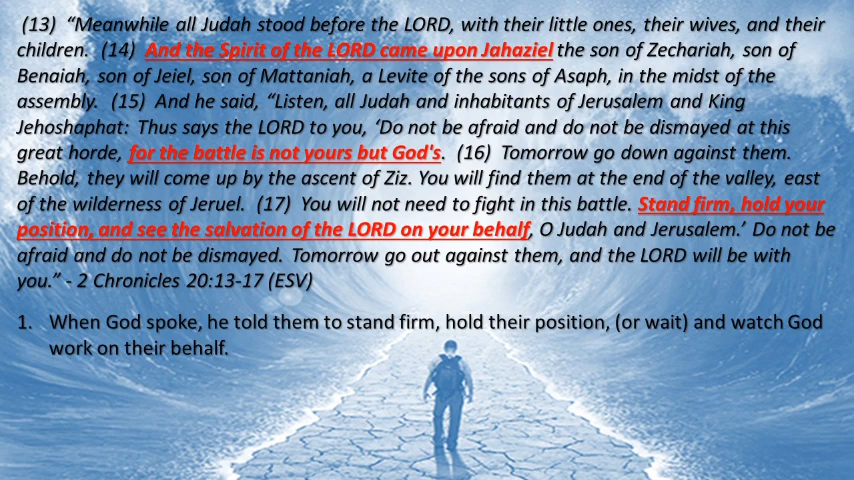 (13) “Meanwhile all Judah stood before the LORD, with their little ones, their wives, and their
children. (14) And the Spirit of the LORD came upon Jahaziel the son of Zechariah, son of
Benaiah, son of Jeiel, son of Mattaniah, a Levite of the sons of Asaph, in the midst of the
assembly. (15) And he said, “Listen, all Judah and inhabitants of Jerusalem and King
Jehoshaphat: Thus says the LORD to you, ‘Do not be afraid and do not be dismayed at this
great horde, for the battle is not yours but God's. (16) Tomorrow go down against them.
Behold, they will come up by the ascent of Ziz. You will find them at the end of the valley, east
of the wilderness of Jeruel. (17) You will not need to fight in this battle. Stand firm, hold your
position, and see the salvation of the LORD on your behalf, O Judah and Jerusalem.’ Do not be
afraid and do not be dismayed. Tomorrow go out against them, and the LORD will be with
you.” - 2 Chronicles 20:13-17 (ESV)
1. When God spoke, he told them to stand firm, hold their position, (or wait) and watch God
work on their behalf.